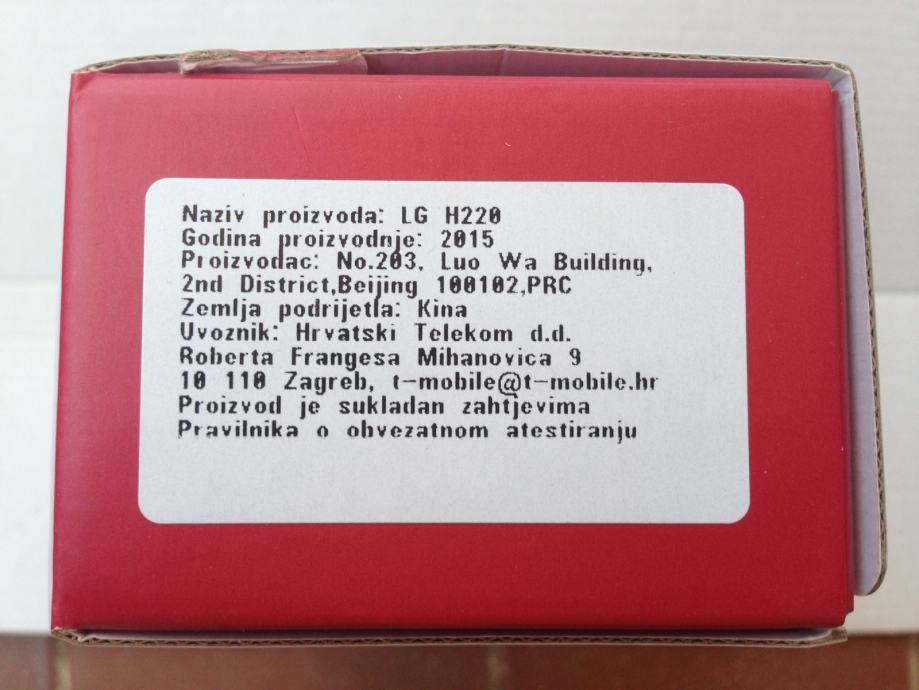 Naziv proizvoda: LG H220
Godina proizvodnje: 2015
Proizvodac: No.203, Luo Wa Building,
2nd District,Beijing 100102,PRC
Zemlja podrijetla: Kina
Uvoznik: Hrvatski Telekom d.d.
Roberta Frangesa Mihanovica 9
10 110 Zagreb, t-mobile@t-mobile.hr
Proizvod je sukladan zahtjevima
Pravilnika o obvezatnom atestiranju